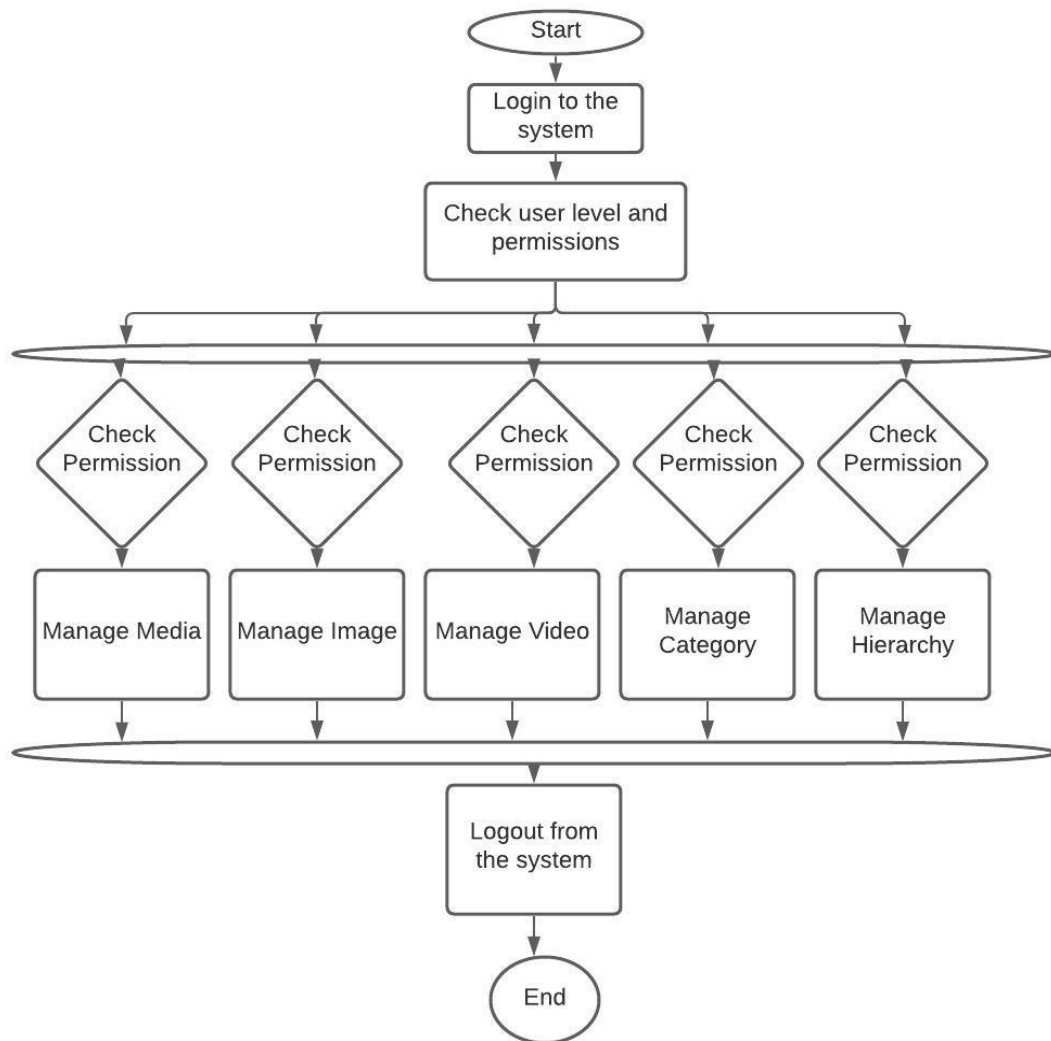 Start
Login to the
system
Check user level and
permissions
Check
Permission
Check
Permission
Check
Permission
Check
Permission
Check
Permission
Manage Media
Manage Image
Manage Video
Manage
Category
Manage
Hierarchy
Logout from
the system
End